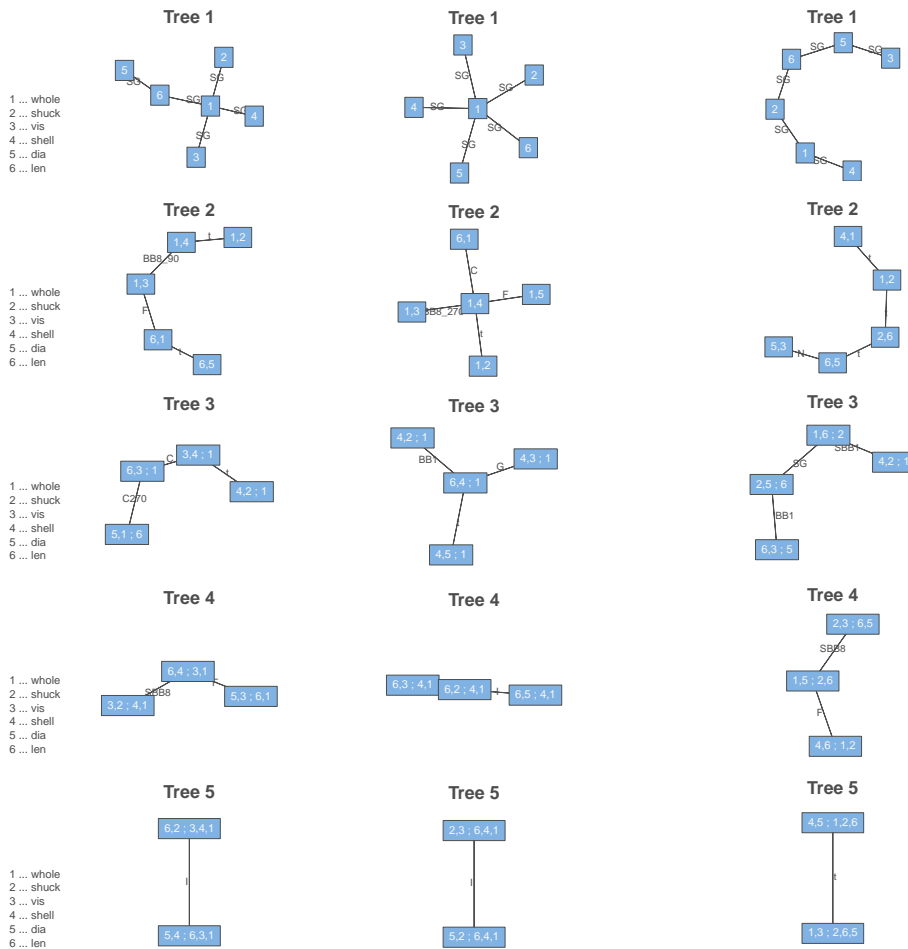 Tree 1
Tree 1
Tree 1
1 ... whole
2 ... shuck
3 ... vis
4 ... shell
5 ... dia
6 ... len
5
6
2
1
4
3
SG
SG
SG
SG
SG
3
2
4
1
6
5
SG
SG
SG
SG
SG
5
3
6
2
1
4
SG
SG
SG
SG
SG
Tree 2
Tree 2
Tree 2
1 ... whole
2 ... shuck
3 ... vis
4 ... shell
5 ... dia
6 ... len
1,4
t
1,2
BB8_90
1,3
F
6,1
t
6,5
6,1
C
1,5
F
1,4
1,3
BB8_270
t
1,2
4,1
t
1,2
t
2,6
5,3
N
6,5
t
Tree 3
Tree 3
Tree 3
1 ... whole
2 ... shuck
3 ... vis
4 ... shell
5 ... dia
6 ... len
3,4 ; 1
C
6,3 ; 1
t
4,2 ; 1
C270
5,1 ; 6
4,2 ; 1
BB1
4,3 ; 1
G
6,4 ; 1
t
4,5 ; 1
1,6 ; 2
SBB1
4,2 ; 1
SG
2,5 ; 6
BB1
6,3 ; 5
Tree 4
Tree 4
Tree 4
1 ... whole
2 ... shuck
3 ... vis
4 ... shell
5 ... dia
6 ... len
6,4 ; 3,1
SBB8
F
3,2 ; 4,1
5,3 ; 6,1
6,3 ; 4,1
6,2 ; 4,1
6,5 ; 4,1
2,3 ; 6,5
SBB8
1,5 ; 2,6
F
4,6 ; 1,2
Tree 5
Tree 5
Tree 5
1 ... whole
2 ... shuck
3 ... vis
4 ... shell
5 ... dia
6 ... len
6,2 ; 3,4,1
I
5,4 ; 6,3,1
2,3 ; 6,4,1
I
5,2 ; 6,4,1
4,5 ; 1,2,6
t
1,3 ; 2,6,5